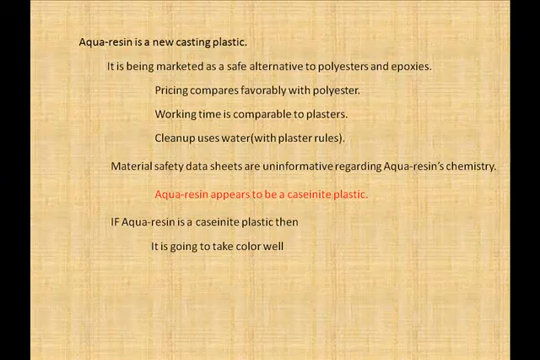 Aqua-resin is a new casting plastic.
It is being marketed as a safe alternative to polyesters and epoxies.
Pricing compares favorably with polyester.
Working time is comparable to plasters.
Cleanup uses water(with plaster rules).
Material safety data sheets are uninformative regarding Aqua-resin's chemistry.
Aqua-resin appears to be a caseinite plastic.
IF Aqua-resin is a caseinite plastic then
It is going to take color well